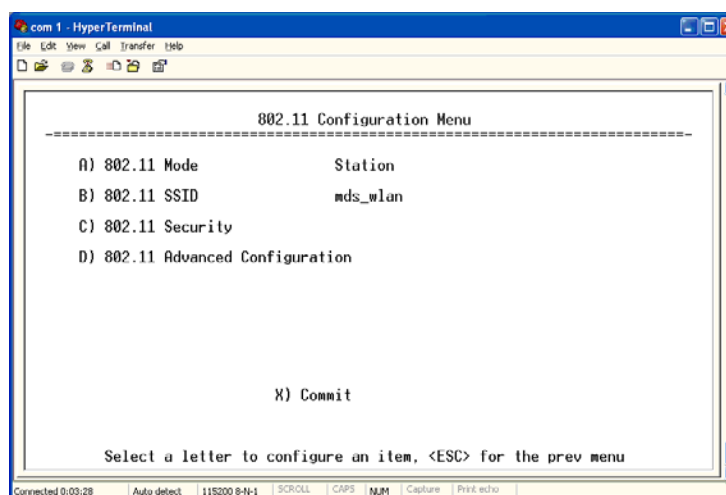 com 1 - HyperTerminal
File Edit View Call Transfer Help
802.11 Configuration Menu
-==========================================================================-
A) 802.11 Mode Station
B) 802.11 SSID mds_wlan
C) 802.11 Security
D) 802.11 Advanced Configuration
X) Commit
Select a letter to configure an item, <ESC> for the prev menu
Connected 0:03:28 Auto detect 115200 8-N-1 SCROLL CAPS NUM Capture Print echo